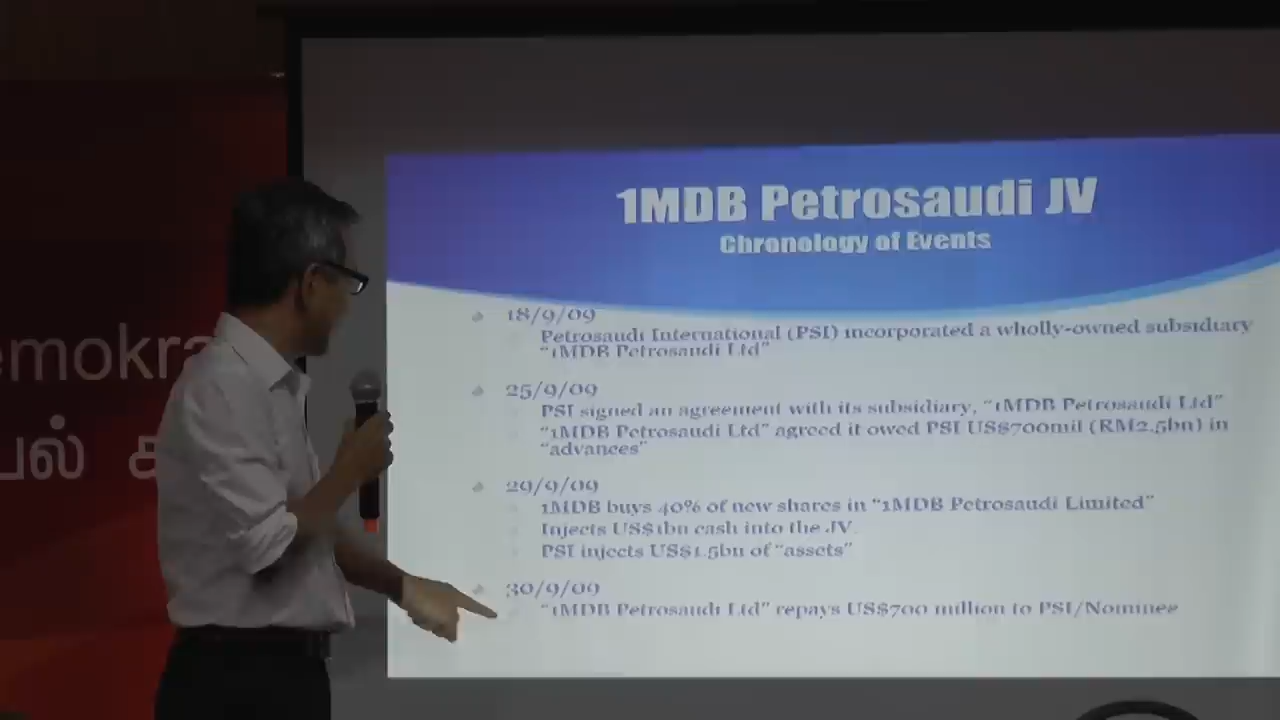 1MDB Petrosaudi JV
Chronology of Events
18/9/09
Petrosaudi International (PSI) incorporated a wholly-owned subsidiary
"1MDB Petrosaudi Ltd"
25/9/09
PSI signed an agreement with its subsidiary, "1MDB Petrosaudi Ltd"
"1MDB Petrosaudi Ltd" agreed it owed PSI US$700mil (RM2.5bn) in
"advances"
29/9/09
1MDB buys 40% of new shares in "1MDB Petrosaudi Limited"
Injects US$1bn cash into the JV.
PSI injects US$1.5bn of "assets"
30/9/09
"1MDB Petrosaudi Ltd" repays US$700 million to PSI/Nominee
emokra